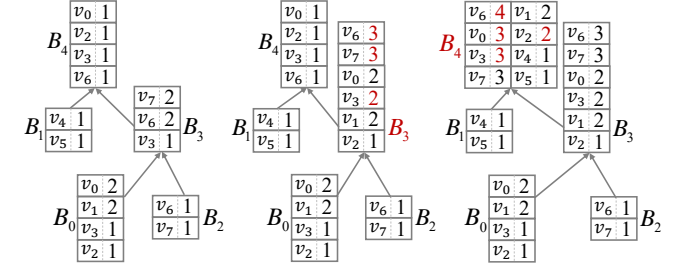 B₄
v₀ 1
v₂ 1
v₃ 1
v₆ 1
B₁
v₄ 1
v₅ 1
v₇ 2
v₆ 2
v₃ 1
B₃
B₀
v₀ 2
v₁ 2
v₃ 1
v₂ 1
v₆ 1
v₇ 1
B₂
B₄
v₀ 1
v₂ 1
v₃ 1
v₆ 1
B₁
v₄ 1
v₅ 1
v₆ 3
v₇ 3
v₀ 2
v₃ 2
v₁ 2
v₂ 1
B₃
B₀
v₀ 2
v₁ 2
v₃ 1
v₂ 1
v₆ 1
v₇ 1
B₂
B₄
v₆ 4 v₁ 2
v₀ 3 v₂ 2
v₃ 3 v₄ 1
v₇ 3 v₅ 1
B₁
v₄ 1
v₅ 1
v₆ 3
v₇ 3
v₀ 2
v₃ 2
v₁ 2
v₂ 1
B₃
B₀
v₀ 2
v₁ 2
v₃ 1
v₂ 1
v₆ 1
v₇ 1
B₂